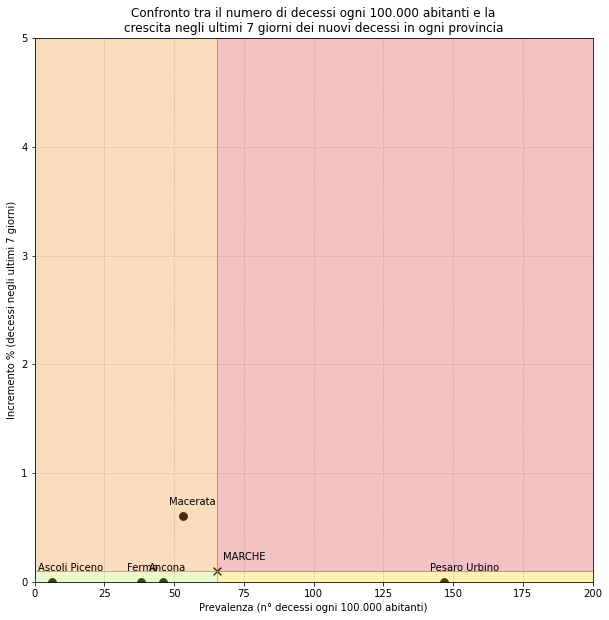 Confronto tra il numero di decessi ogni 100.000 abitanti e la
crescita negli ultimi 7 giorni dei nuovi decessi in ogni provincia
Incremento % (decessi negli ultimi 7 giorni)
5
4
3
2
1
0
Macerata
MARCHE
Ascoli Piceno
Fermo
Ancona
Pesaro Urbino
0 25 50 75 100 125 150 175 200
Prevalenza (n° decessi ogni 100.000 abitanti)